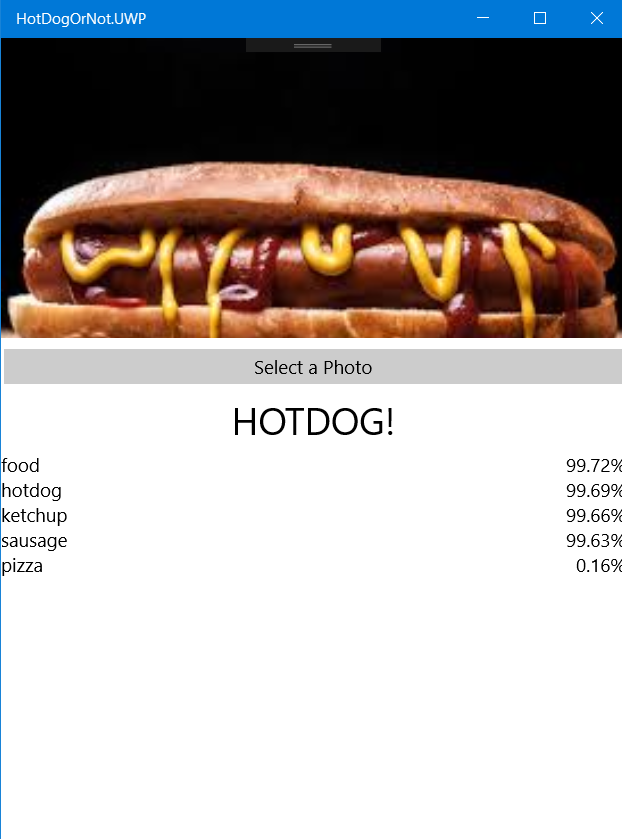 HotDogOrNot.UWP
Select a Photo
HOTDOG!
food 99.72%
hotdog 99.69%
ketchup 99.66%
sausage 99.63%
pizza 0.16%